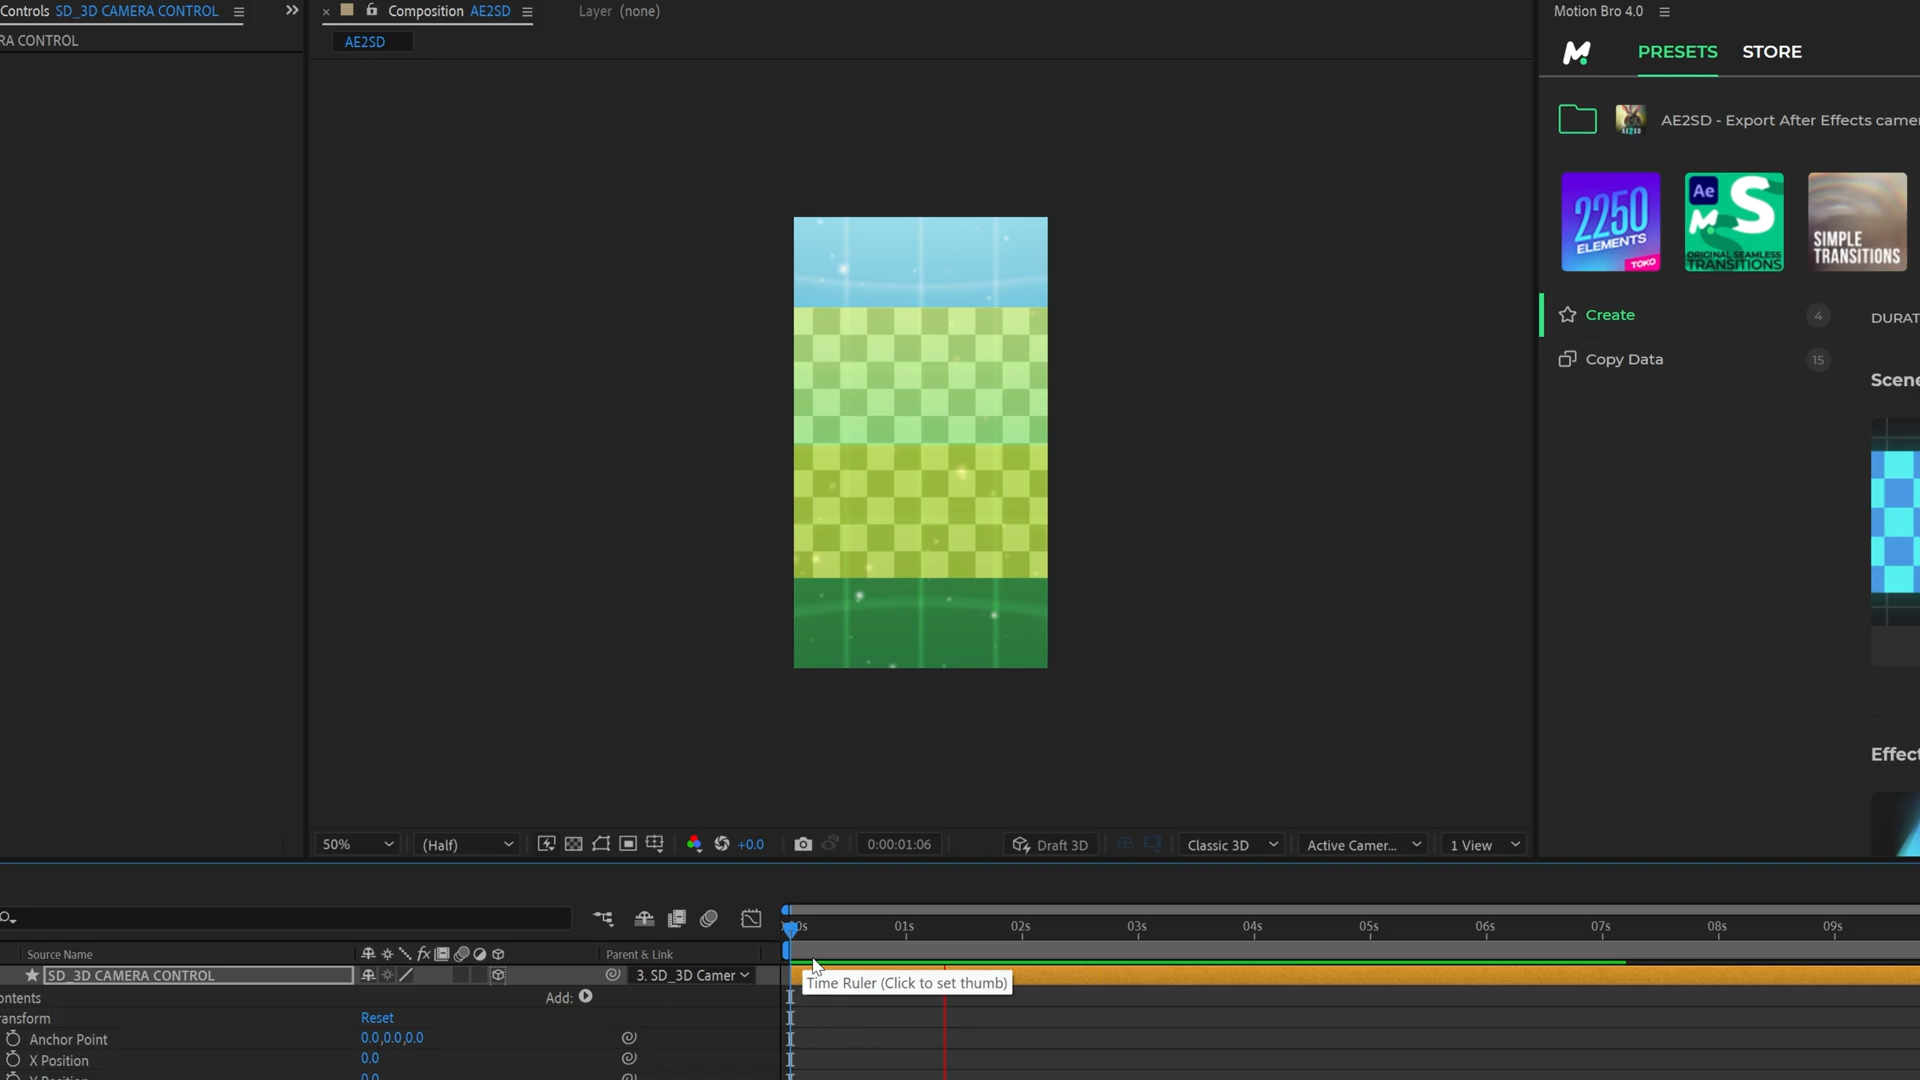 Controls SD_3D CAMERA CONTROL
RA CONTROL
Composition AE2SD
Layer (none)
AE2SD
Motion Bro 4.0
PRESETS STORE
AE2SD - Export After Effects camer
2250
ELEMENTS
TOKO
Ae
S
ORIGINAL SEAMLESS
TRANSITIONS
SIMPLE
TRANSITIONS
Create 4
Copy Data 15
DURAT
Scene
Effect
50% (Half) +0.0 0:00:01:06 Draft 3D Classic 3D Active Camer... 1 View
01s 02s 03s 04s 05s 06s 07s 08s 09s
Source Name fx Parent & Link
SD_3D CAMERA CONTROL 3. SD_3D Camer
Time Ruler (Click to set thumb)
ontents Add:
ansform Reset
Anchor Point 0.0,0.0,0.0
X Position 0.0